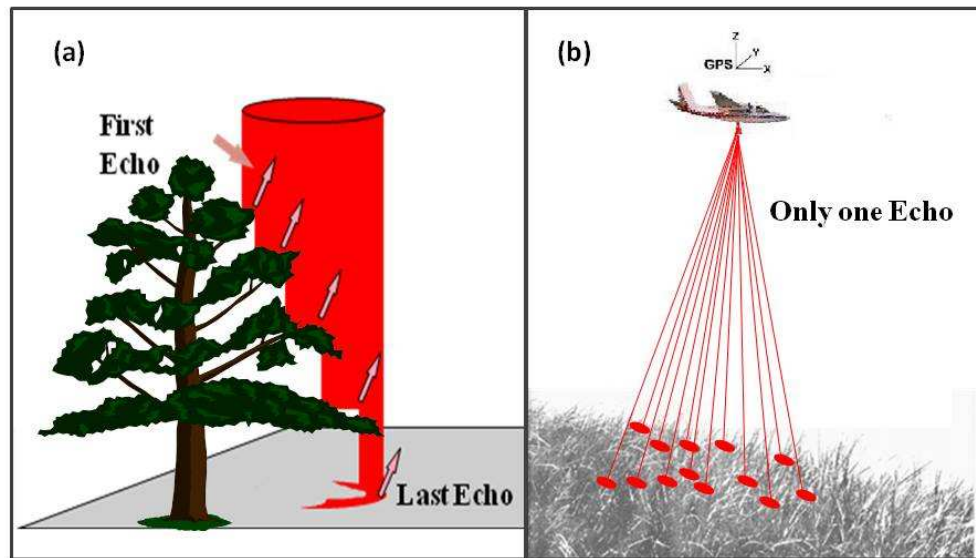 (a)
First
Echo
Last Echo
(b)
Z
Y
GPS
X
Only one Echo